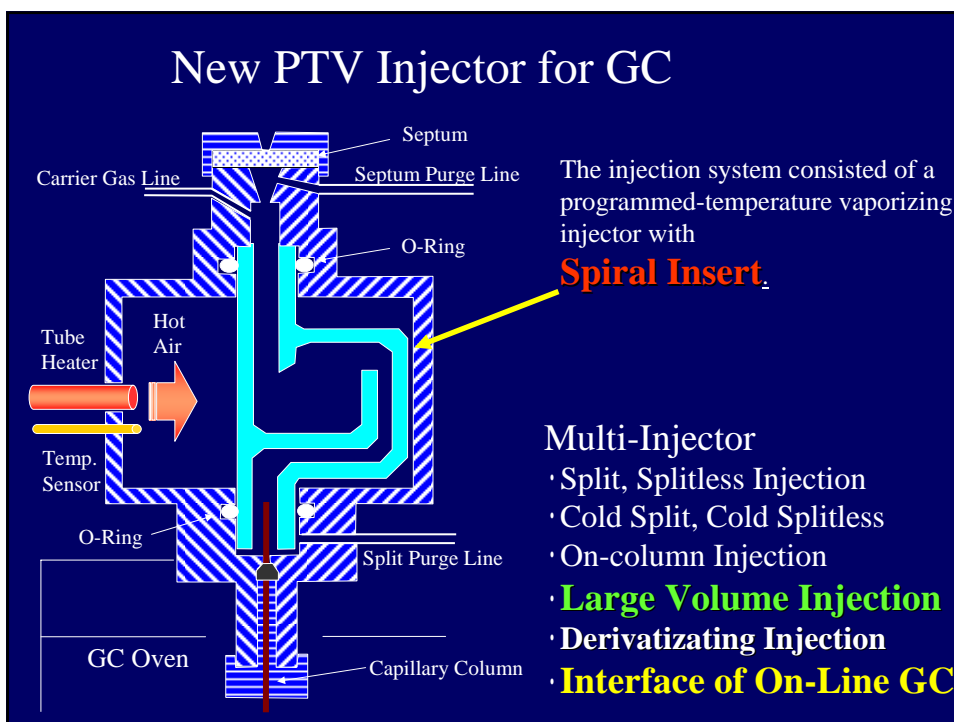 New PTV Injector for GC
Septum
Carrier Gas Line
Septum Purge Line
O-Ring
The injection system consisted of a
programmed-temperature vaporizing
injector with
Spiral Insert.
Hot
Air
Tube
Heater
Temp.
Sensor
O-Ring
Split Purge Line
GC Oven
Capillary Column
Multi-Injector
·Split, Splitless Injection
·Cold Split, Cold Splitless
·On-column Injection
·Large Volume Injection
·Derivatizating Injection
·Interface of On-Line GC